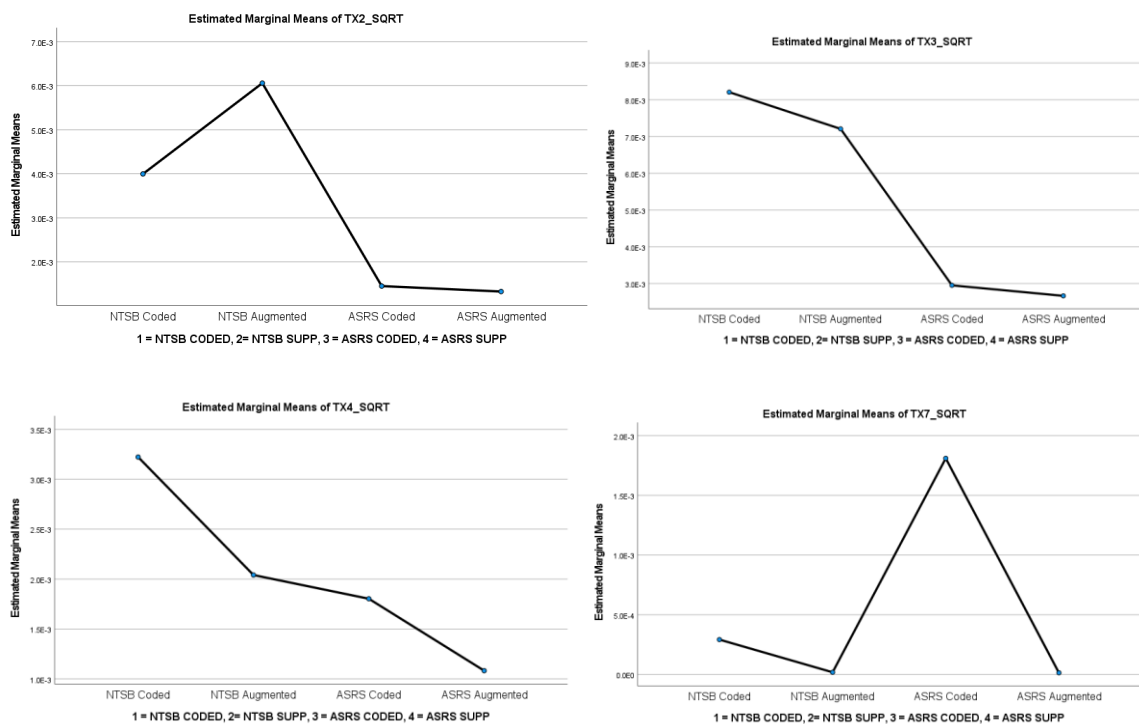 Estimated Marginal Means of TX2_SQRT
7.0E-3
6.0E-3
5.0E-3
4.0E-3
3.0E-3
2.0E-3
Estimated Marginal Means
NTSB Coded NTSB Augmented ASRS Coded ASRS Augmented
1 = NTSB CODED, 2= NTSB SUPP, 3 = ASRS CODED, 4 = ASRS SUPP
Estimated Marginal Means of TX3_SQRT
9.0E-3
8.0E-3
7.0E-3
6.0E-3
5.0E-3
4.0E-3
3.0E-3
Estimated Marginal Means
NTSB Coded NTSB Augmented ASRS Coded ASRS Augmented
1 = NTSB CODED, 2= NTSB SUPP, 3 = ASRS CODED, 4 = ASRS SUPP
Estimated Marginal Means of TX4_SQRT
3.5E-3
3.0E-3
2.5E-3
2.0E-3
1.5E-3
1.0E-3
Estimated Marginal Means
NTSB Coded NTSB Augmented ASRS Coded ASRS Augmented
1 = NTSB CODED, 2= NTSB SUPP, 3 = ASRS CODED, 4 = ASRS SUPP
Estimated Marginal Means of TX7_SQRT
2.0E-3
1.5E-3
1.0E-3
5.0E-4
0.0E0
Estimated Marginal Means
NTSB Coded NTSB Augmented ASRS Coded ASRS Augmented
1 = NTSB CODED, 2= NTSB SUPP, 3 = ASRS CODED, 4 = ASRS SUPP